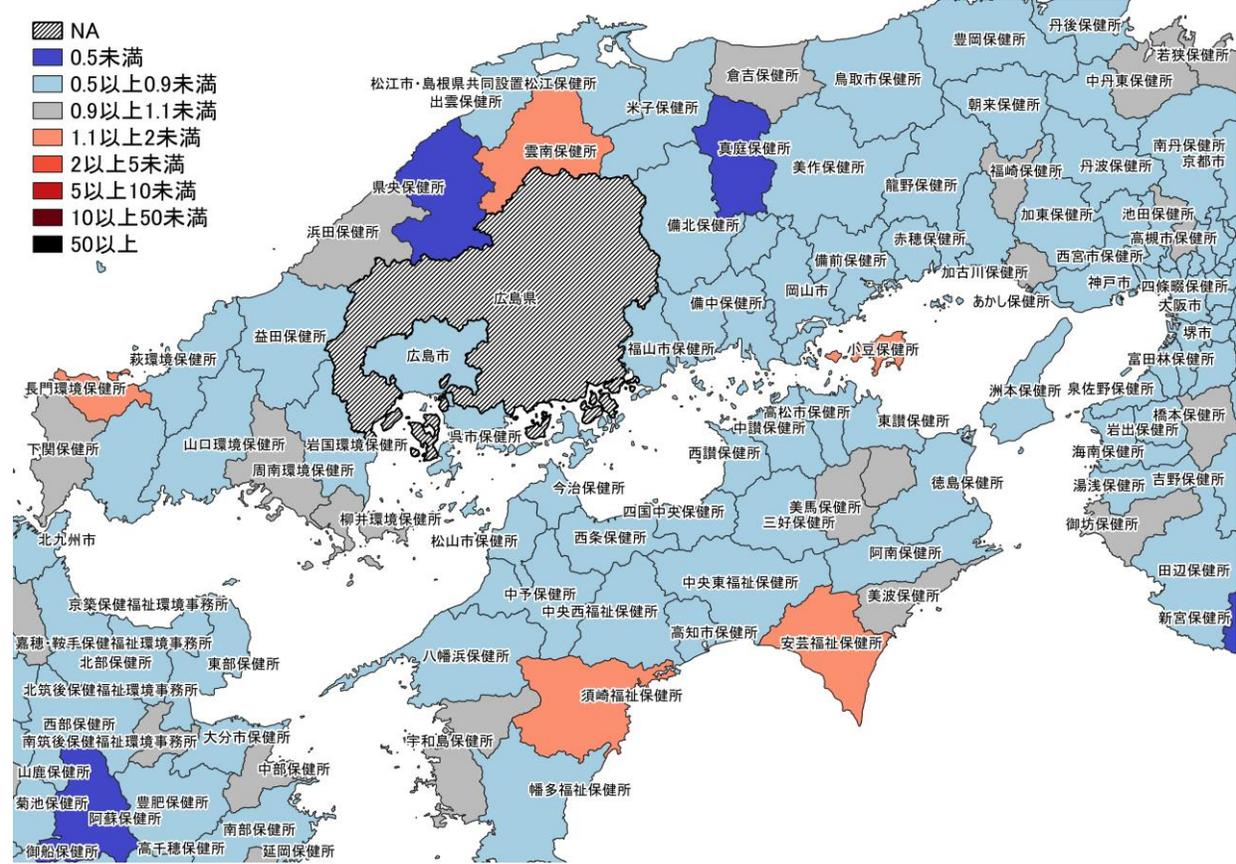 NA
0.5未満
0.5以上0.9未満
0.9以上1.1未満
1.1以上2未満
2以上5未満
5以上10未満
10以上50未満
50以上
丹後保健所
豊岡保健所
若狭保健所
倉吉保健所
鳥取市保健所
中丹東保健所
松江市・島根県共同設置松江保健所
出雲保健所
米子保健所
朝来保健所
雲南保健所
真庭保健所
美作保健所
南丹保健所
京都市
丹波保健所
福崎保健所
龍野保健所
県央保健所
加東保健所
池田保健所
浜田保健所
備北保健所
赤穂保健所
高槻市保健所
西宮市保健所
備前保健所
加古川保健所
神戸市
四條畷保健所
広島県
備中保健所
岡山市
あかし保健所
大阪市
益田保健所
堺市
萩環境保健所
広島市
福山市保健所
小豆保健所
富田林保健所
長門環境保健所
洲本保健所
泉佐野保健所
高松市保健所
橋本保健所
中讃保健所
東讃保健所
岩出保健所
下関保健所
山口環境保健所
岩国環境保健所
呉市保健所
西讃保健所
海南保健所
周南環境保健所
今治保健所
徳島保健所
湯浅保健所
吉野保健所
四国中央保健所
美馬保健所
三好保健所
柳井環境保健所
御坊保健所
北九州市
松山市保健所
西条保健所
阿南保健所
田辺保健所
中央東福祉保健所
中予保健所
美波保健所
京築保健福祉環境事務所
中央西福祉保健所
新宮保健所
高知市保健所
嘉穂・鞍手保健福祉環境事務所
安芸福祉保健所
北部保健所
東部保健所
八幡浜保健所
北筑後保健福祉環境事務所
須崎福祉保健所
西部保健所
大分市保健所
南筑後保健福祉環境事務所
宇和島保健所
山鹿保健所
中部保健所
幡多福祉保健所
菊池保健所
豊肥保健所
阿蘇保健所
南部保健所
御船保健所
高千穂保健所
延岡保健所